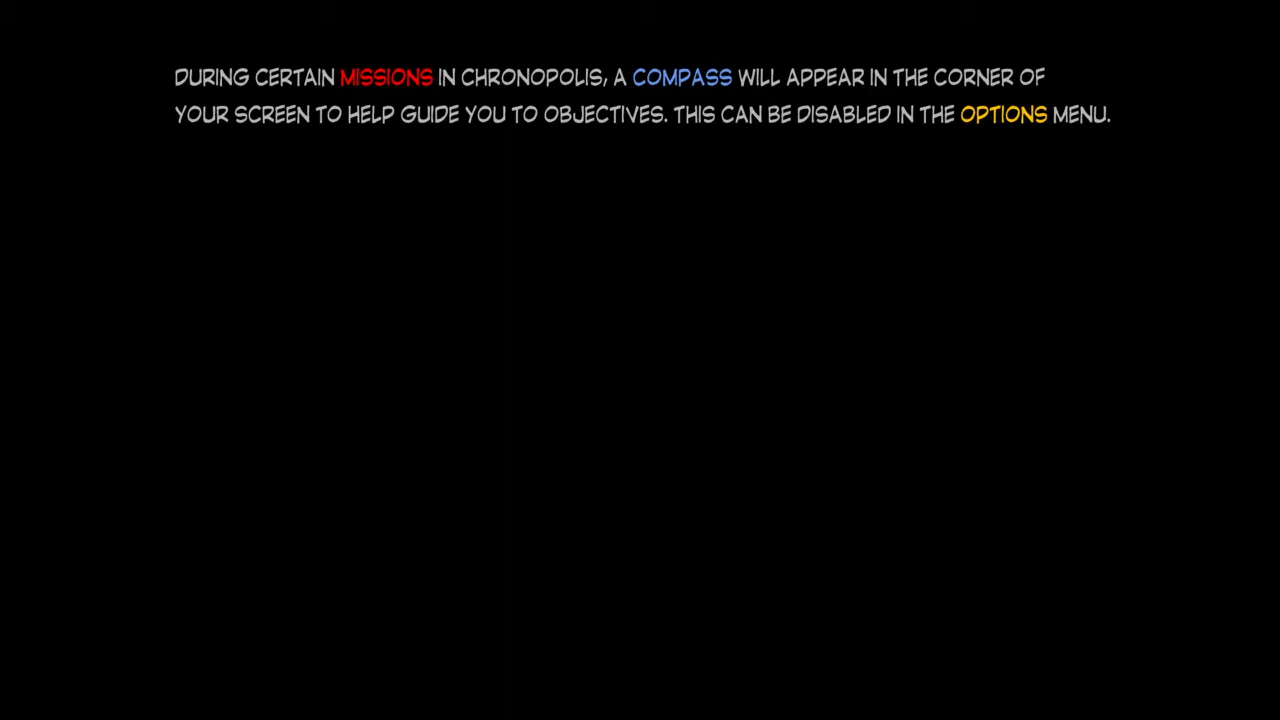 DURING CERTAIN MISSIONS IN CHRONOPOLIS, A COMPASS WILL APPEAR IN THE CORNER OF
YOUR SCREEN TO HELP GUIDE YOU TO OBJECTIVES. THIS CAN BE DISABLED IN THE OPTIONS MENU.